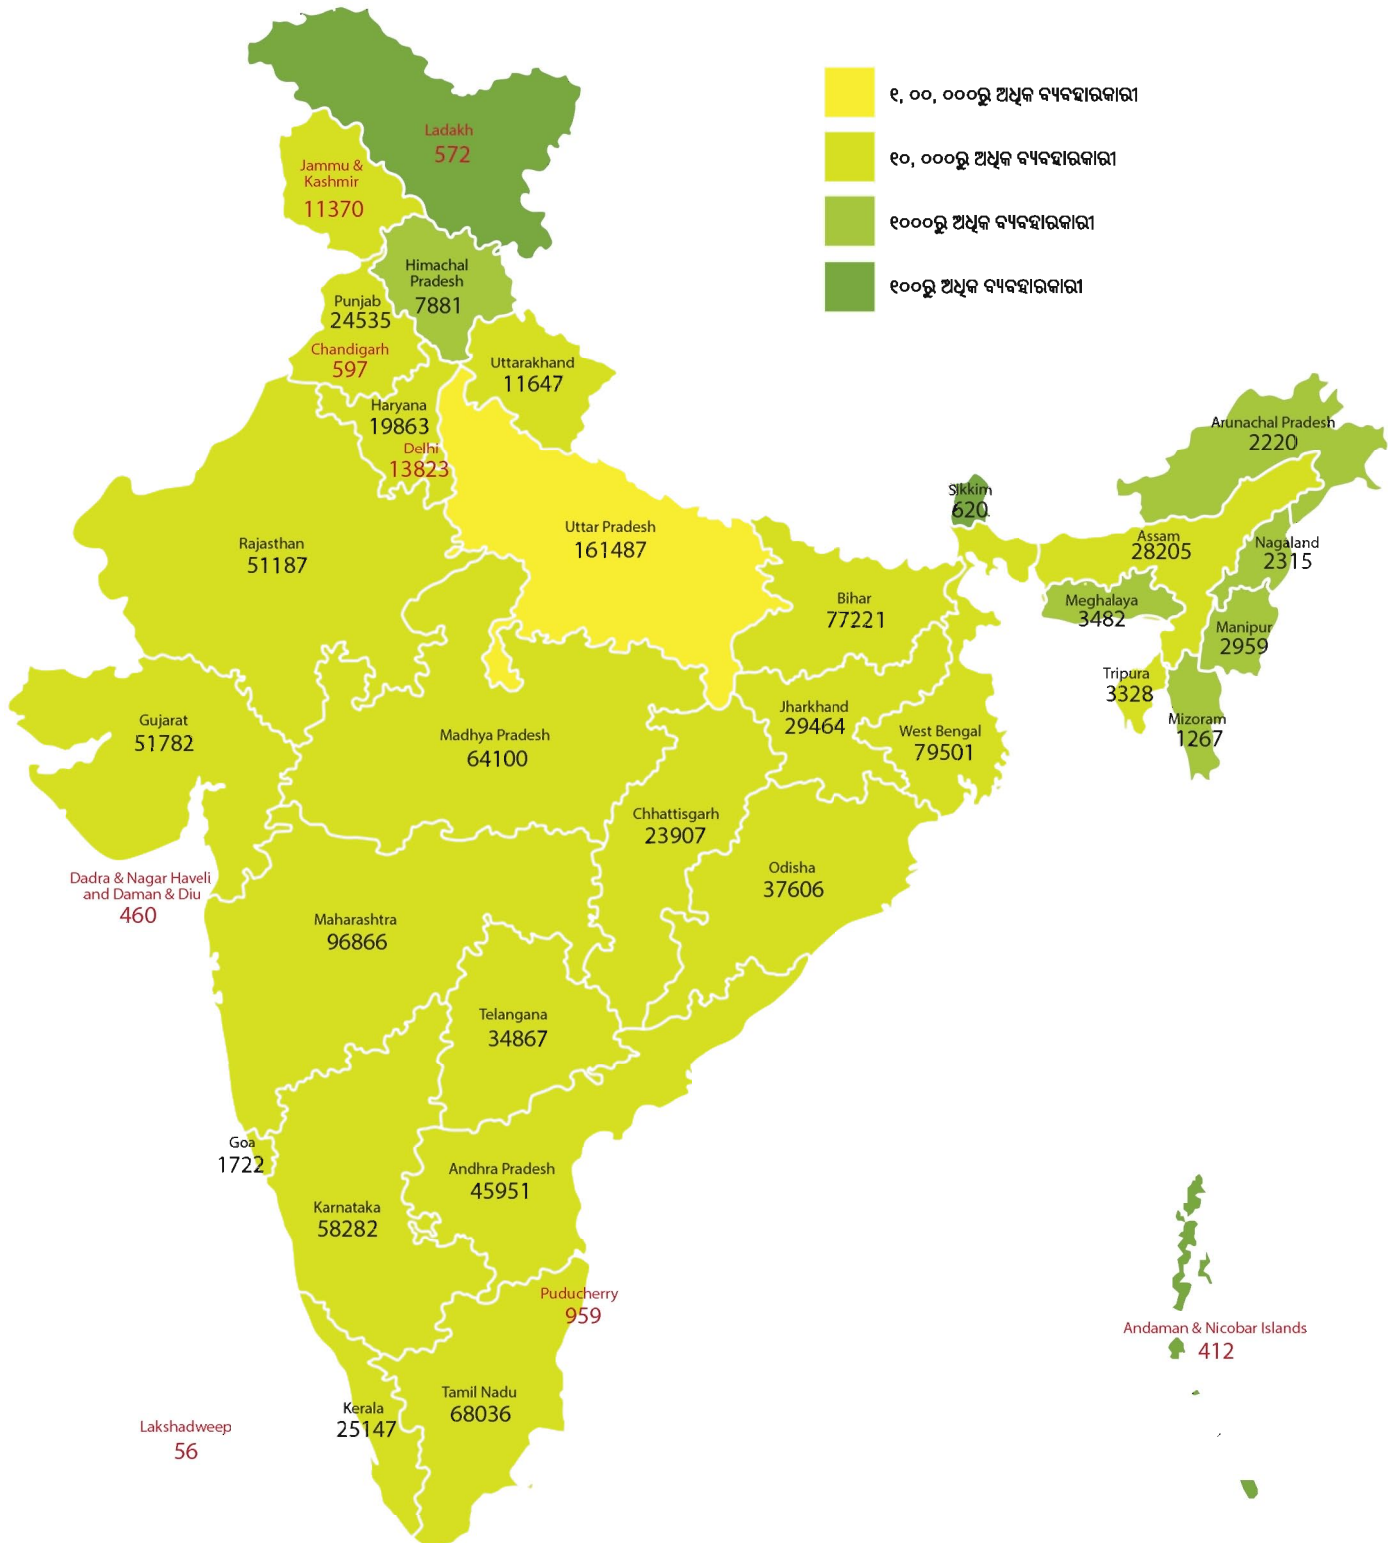 ୧, ୦୦, ୦୦୦ରୁ ଅଧିକ ବ୍ୟବହାରକାରୀ
୧୦, ୦୦୦ରୁ ଅଧିକ ବ୍ୟବହାରକାରୀ
୧୦୦୦ରୁ ଅଧିକ ବ୍ୟବହାରକାରୀ
୧୦୦ରୁ ଅଧିକ ବ୍ୟବହାରକାରୀ
Ladakh
572
Jammu &
Kashmir
11370
Himachal
Pradesh
7881
Punjab
24535
Chandigarh
597
Uttarakhand
11647
Haryana
19863
Delhi
13823
Arunachal Pradesh
2220
Sikkim
620
Uttar Pradesh
161487
Rajasthan
51187
Assam
28205
Nagaland
2315
Bihar
77221
Meghalaya
3482
Manipur
2959
Tripura
3328
Mizoram
1267
Gujarat
51782
Madhya Pradesh
64100
Jharkhand
29464
West Bengal
79501
Chhattisgarh
23907
Odisha
37606
Dadra & Nagar Haveli
and Daman & Diu
460
Maharashtra
96866
Telangana
34867
Goa
1722
Andhra Pradesh
45951
Karnataka
58282
Puducherry
959
Andaman & Nicobar Islands
412
Tamil Nadu
68036
Kerala
25147
Lakshadweep
56